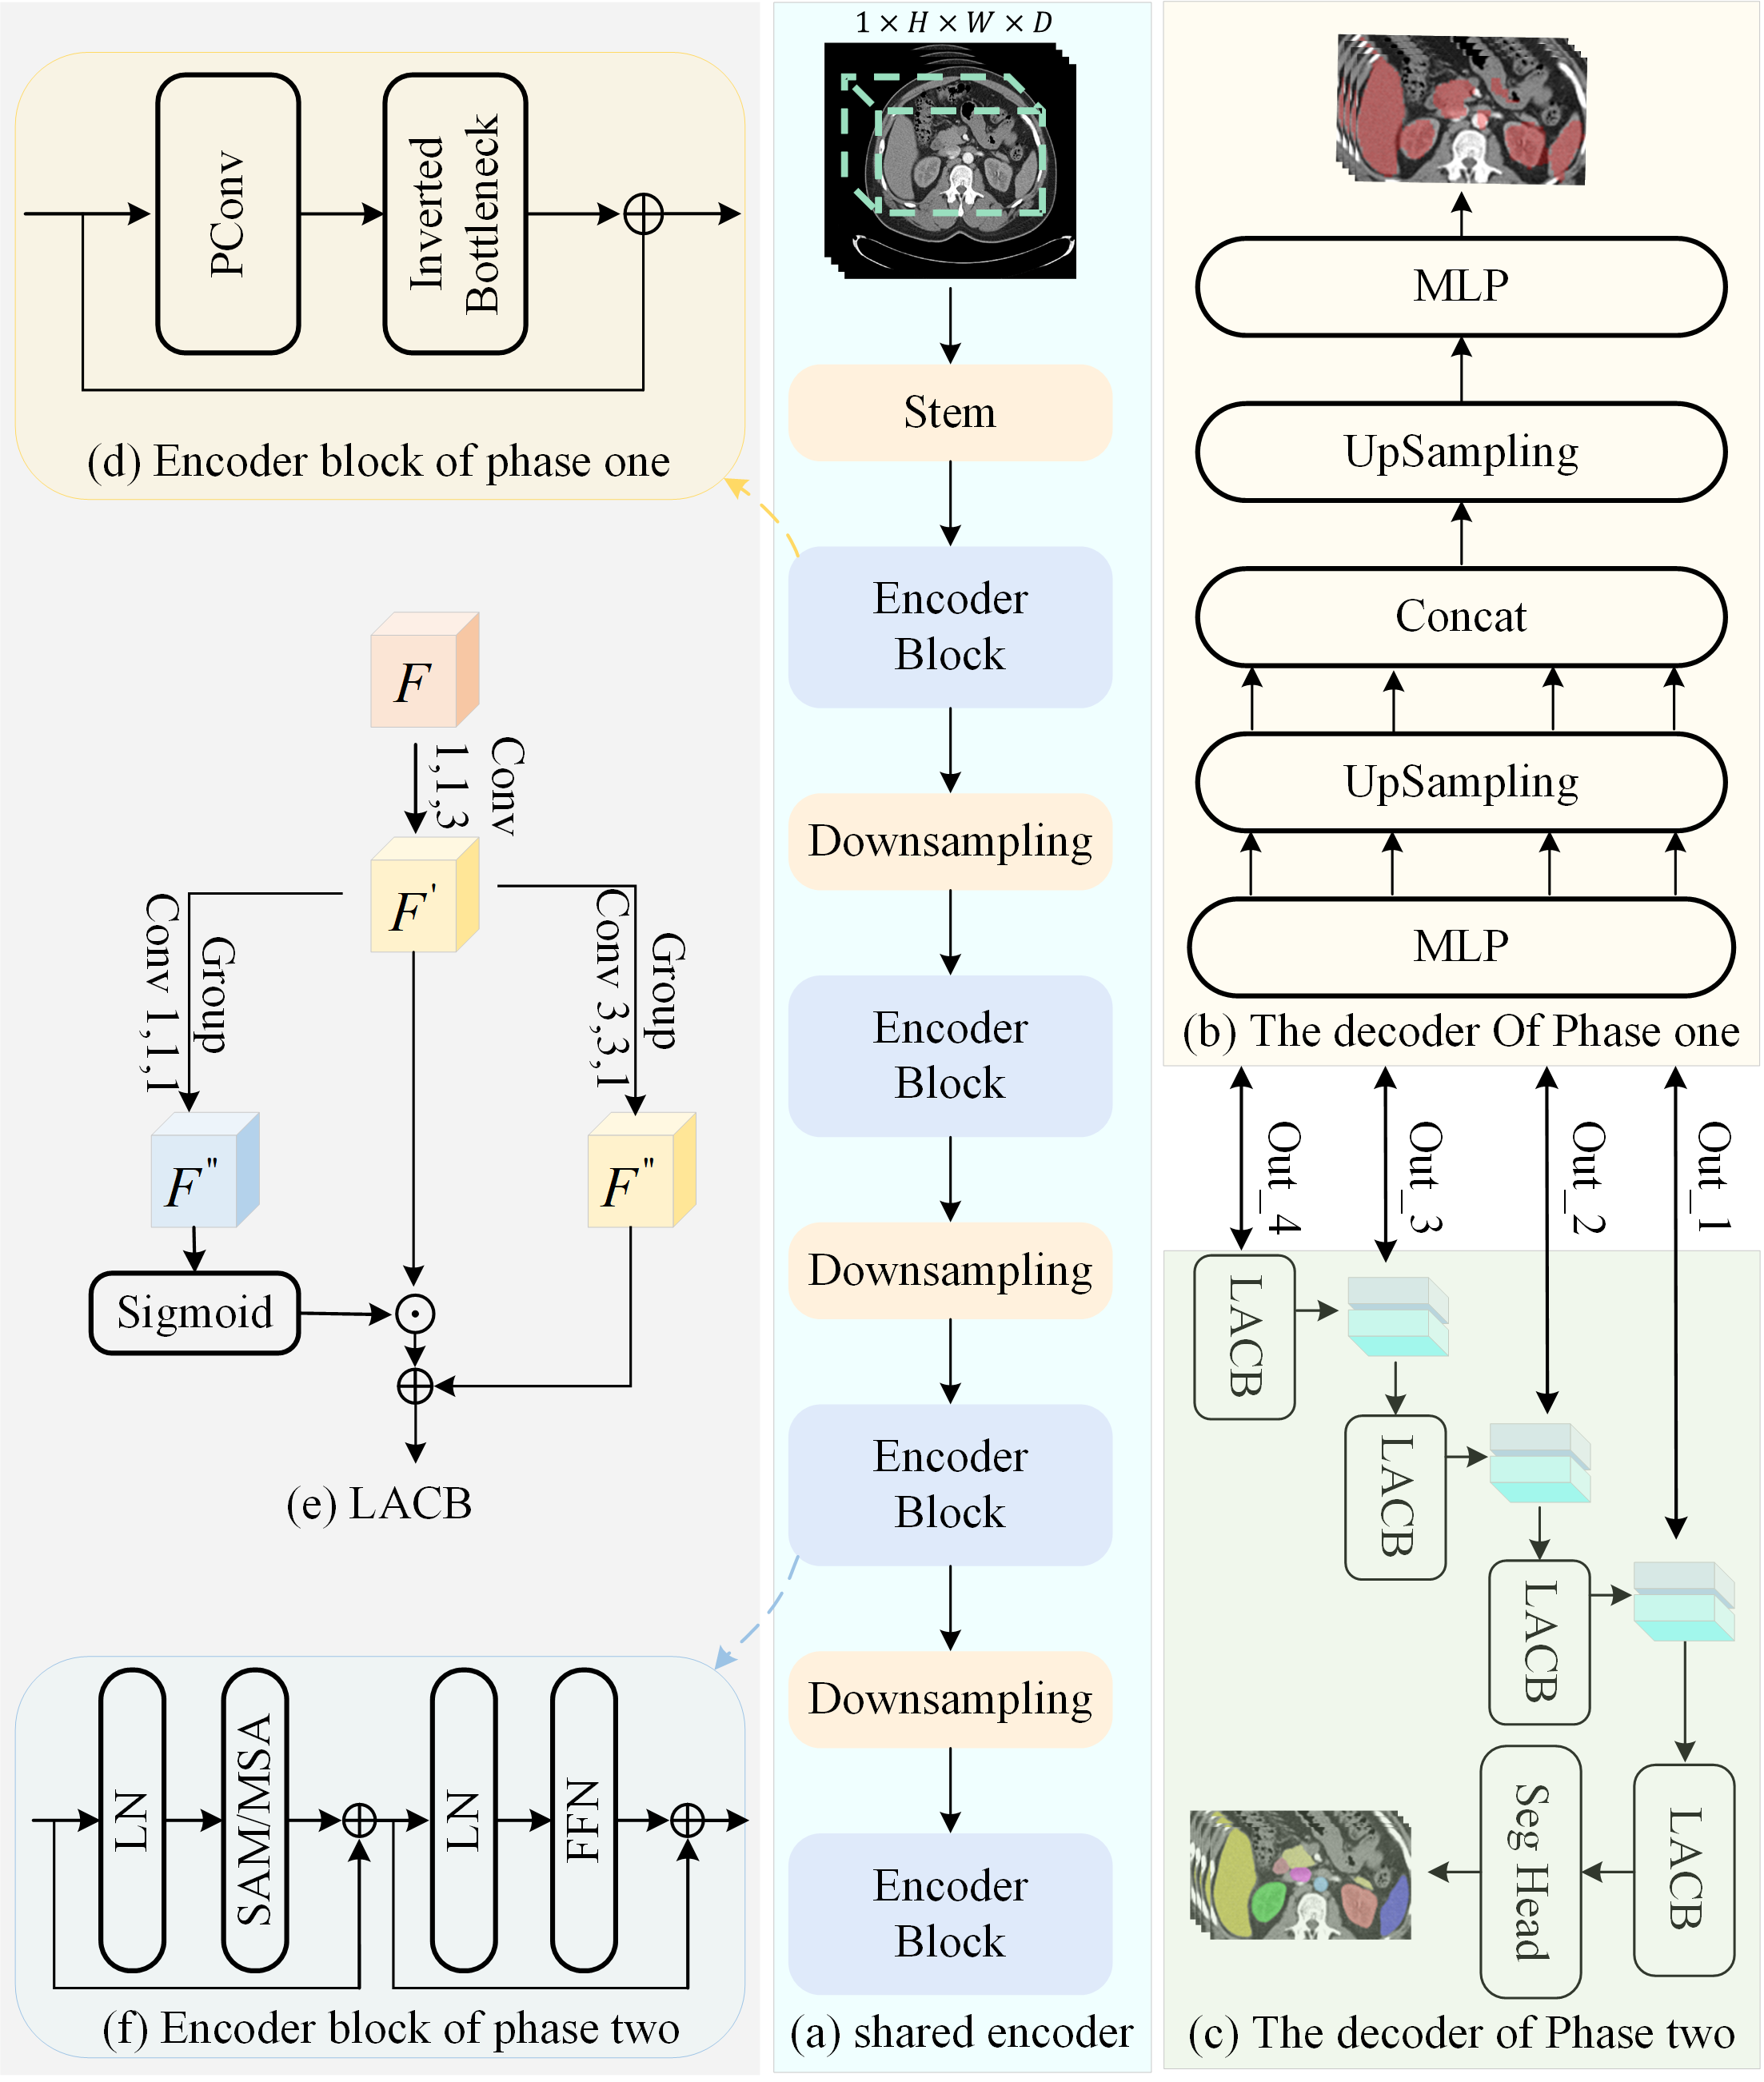 PConv
Inverted
Bottleneck
(d) Encoder block of phase one
F
Conv
1,1,3
F'
Group
Conv 1,1,1
Group
Conv 3,3,1
F"
F"
Sigmoid
(e) LACB
LN
SAM/MSA
LN
FFN
(f) Encoder block of phase two
1 × H × W × D
Stem
Encoder
Block
Downsampling
Encoder
Block
Downsampling
Encoder
Block
Downsampling
Encoder
Block
(a) shared encoder
MLP
UpSampling
Concat
UpSampling
MLP
(b) The decoder Of Phase one
Out_4
Out_3
Out_2
Out_1
LACB
LACB
LACB
LACB
Seg Head
(c) The decoder of Phase two